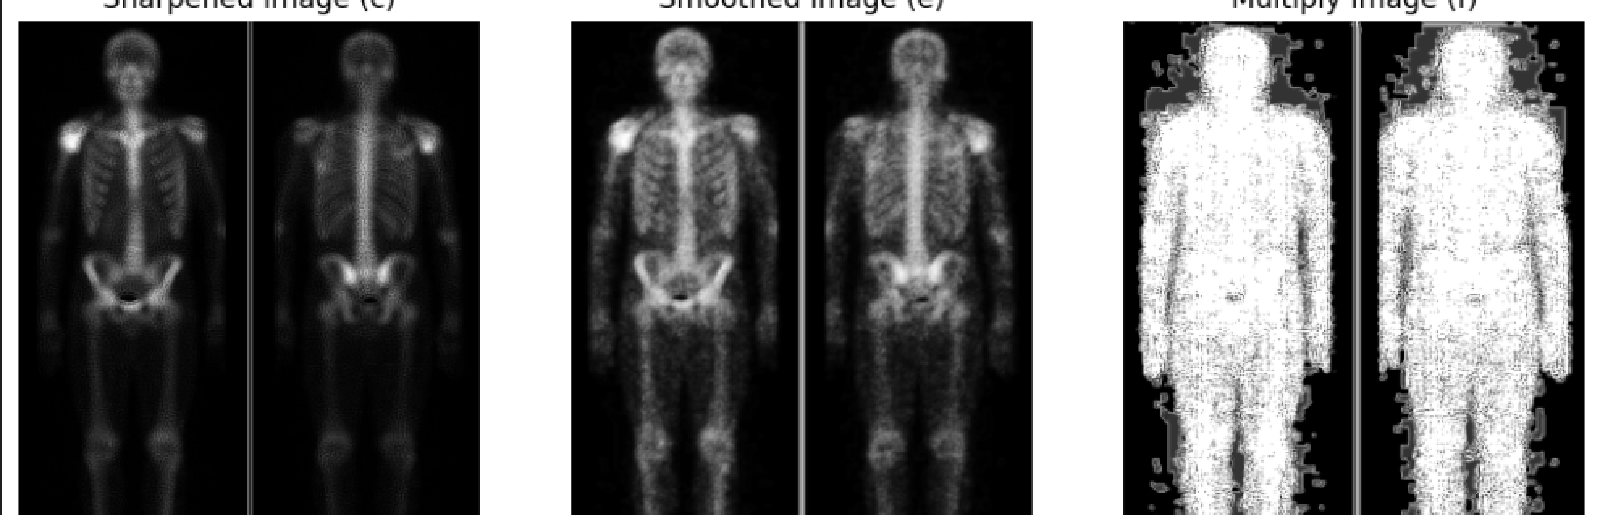 Sharpened Image (c)
Smoothed Image (e)
Multiply Image (f)